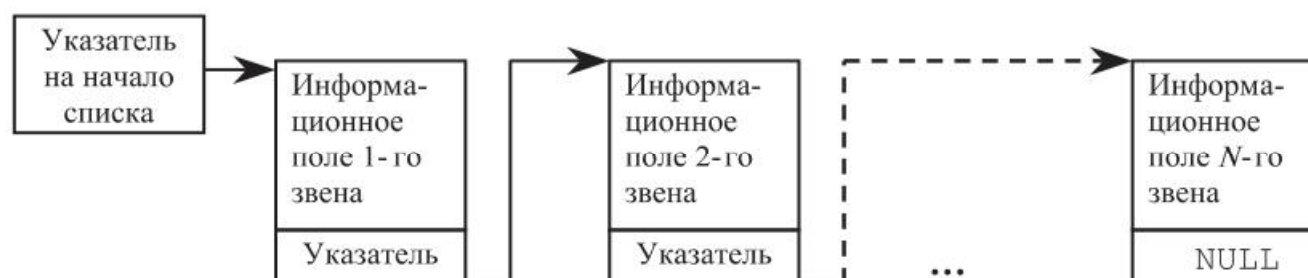 Указатель
на начало
списка
Информа-
ционное
поле 1-го
звена
Указатель
Информа-
ционное
поле 2-го
звена
Указатель
...
Информа-
ционное
поле N-го
звена
NULL